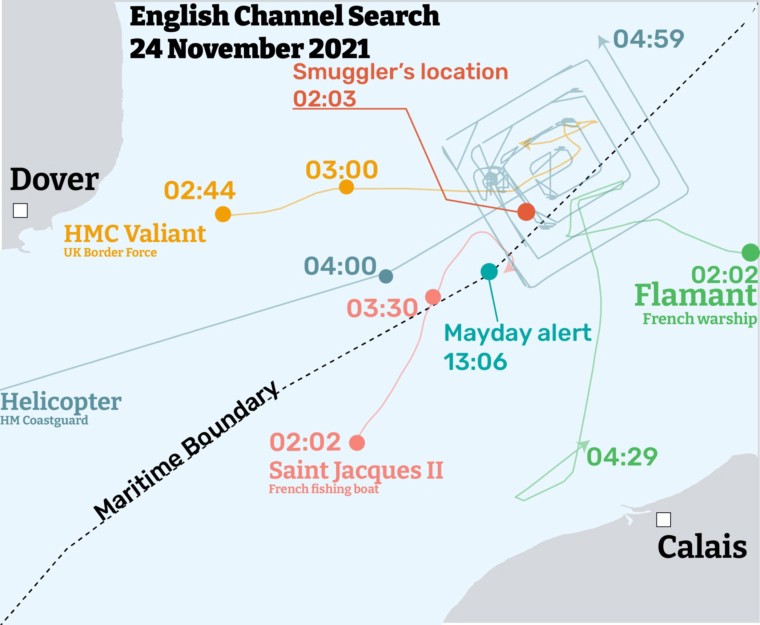 English Channel Search
24 November 2021
Smuggler's location
02:03
04:59
Dover
02:44
03:00
HMC Valiant
UK Border Force
04:00
03:30
02:02
Flamant
French warship
Mayday alert
13:06
Helicopter
HM Coastguard
Maritime Boundary
02:02
Saint Jacques II
French fishing boat
04:29
Calais